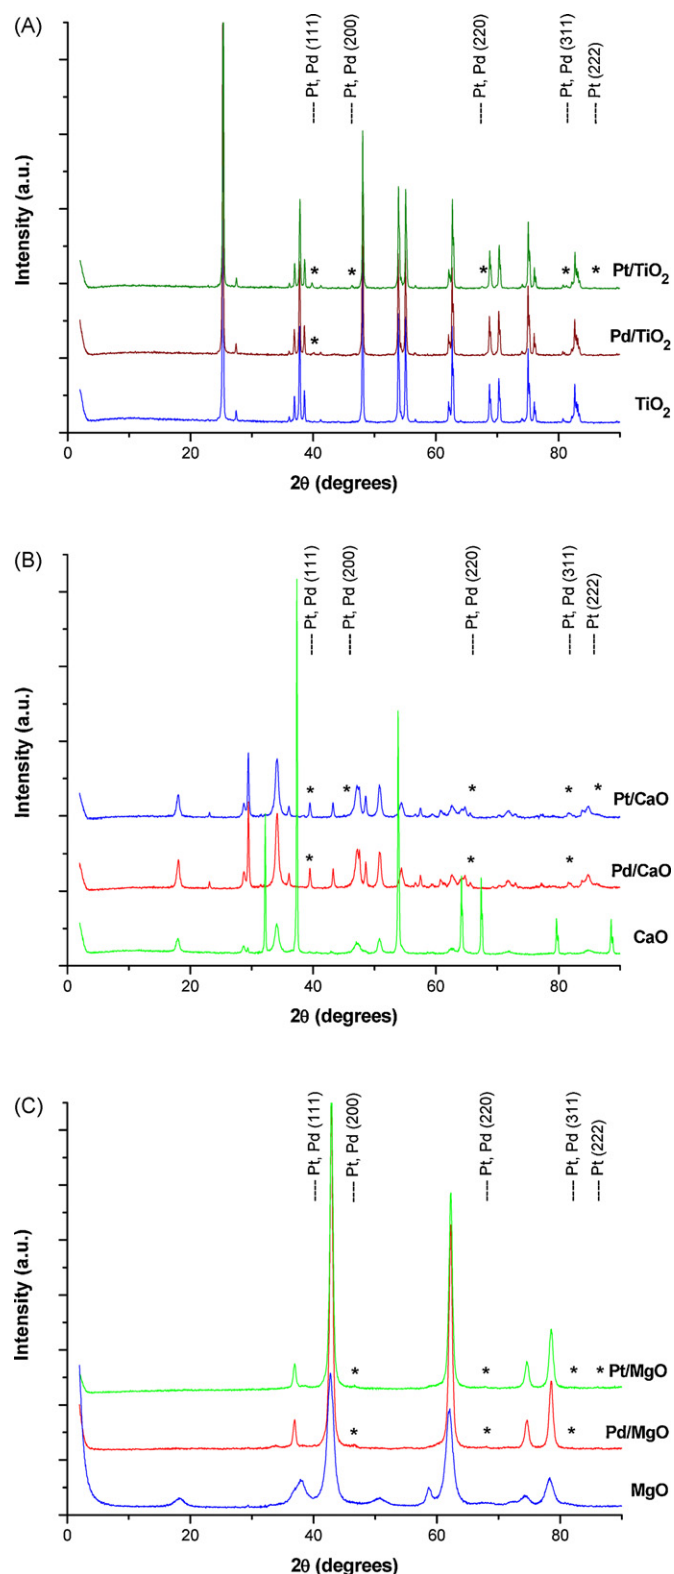 (A)
Pt, Pd (111)
Pt, Pd (200)
Pt, Pd (220)
Pt, Pd (311)
Pt (222)
Intensity (a.u.)
* * * * * Pt/TiO₂
* Pd/TiO₂
TiO₂
0 20 40 60 80
2θ (degrees)
(B)
Pt, Pd (111)
Pt, Pd (200)
Pt, Pd (220)
Pt, Pd (311)
Pt (222)
Intensity (a.u.)
* * * * * Pt/CaO
* * * Pd/CaO
CaO
0 20 40 60 80
2θ (degrees)
(C)
Pt, Pd (111)
Pt, Pd (200)
Pt, Pd (220)
Pt, Pd (311)
Pt (222)
Intensity (a.u.)
* * * * Pt/MgO
* * * Pd/MgO
MgO
0 20 40 60 80
2θ (degrees)